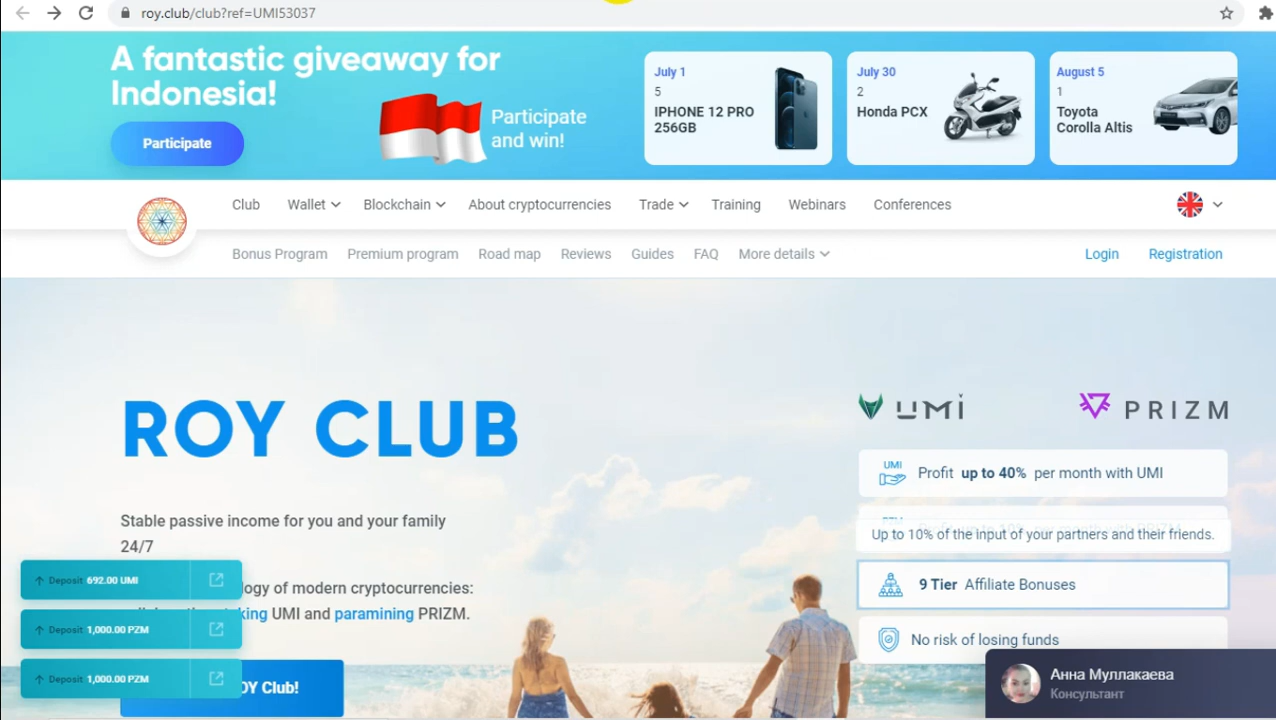 roy.club/club?ref=UMI53037
A fantastic giveaway for
Indonesia!
Participate
Participate
and win!
July 1
5
IPHONE 12 PRO
256GB
July 30
2
Honda PCX
August 5
1
Toyota
Corolla Altis
Club Wallet Blockchain About cryptocurrencies Trade Training Webinars Conferences
Bonus Program Premium program Road map Reviews Guides FAQ More details Login Registration
ROY CLUB
Stable passive income for you and your family
24/7
logy of modern cryptocurrencies:
king UMI and paramining PRIZM.
OY Club!
Deposit 692.00 UMI
Deposit 1,000.00 PZM
Deposit 1,000.00 PZM
UMI PRIZM
UMI
Profit up to 40% per month with UMI
Up to 10% of the input of your partners and their friends.
9 Tier Affiliate Bonuses
No risk of losing funds
Анна Муллакаева
Консультант